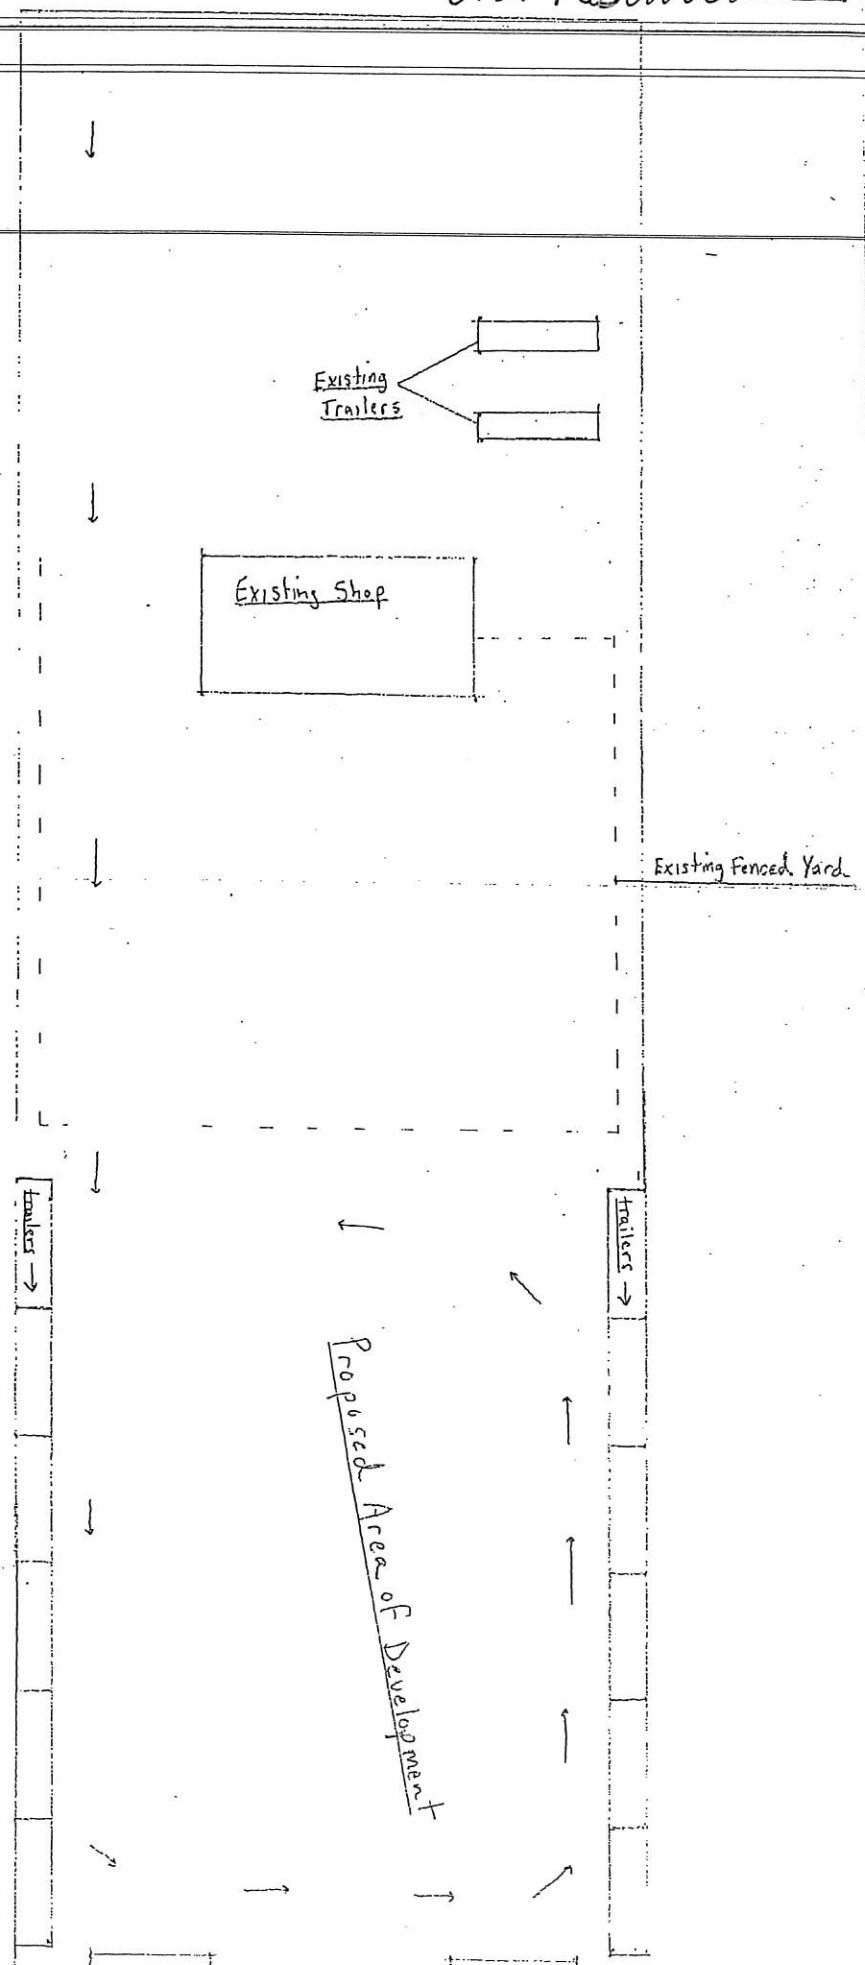 Existing
Trailers
Existing Shop
Existing Fenced Yard
trailers →
trailers →
Proposed Area of Development